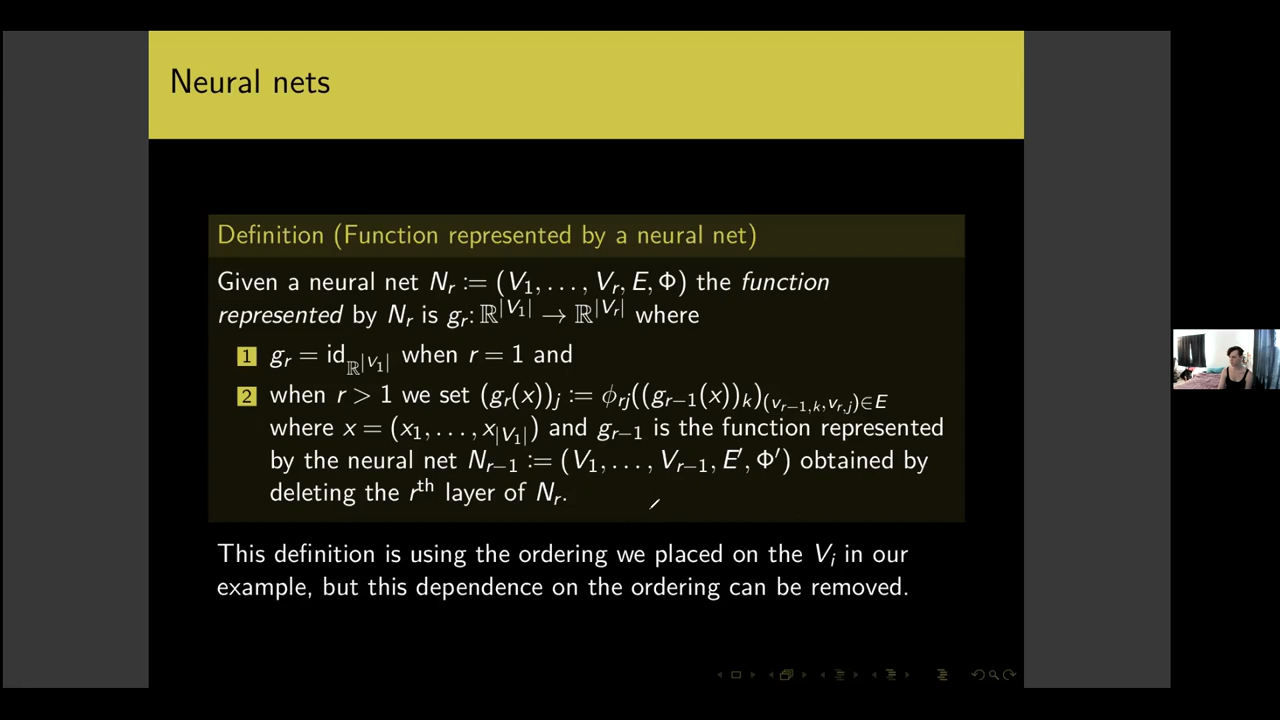 Neural nets
Definition (Function represented by a neural net)
Given a neural net N_r := (V_1, ..., V_r, E, Φ) the function
represented by N_r is g_r: ℝ^{|V_1|} → ℝ^{|V_r|} where
1 g_r = id_{ℝ^{|V_1|}} when r = 1 and
2 when r > 1 we set (g_r(x))_j := ϕ_{rj}((g_{r−1}(x))_k)_{(v_{r−1,k}, v_{r,j})∈E}
where x = (x_1, ..., x_{|V_1|}) and g_{r−1} is the function represented
by the neural net N_{r−1} := (V_1, ..., V_{r−1}, E′, Φ′) obtained by
deleting the r^{th} layer of N_r.
This definition is using the ordering we placed on the V_i in our
example, but this dependence on the ordering can be removed.